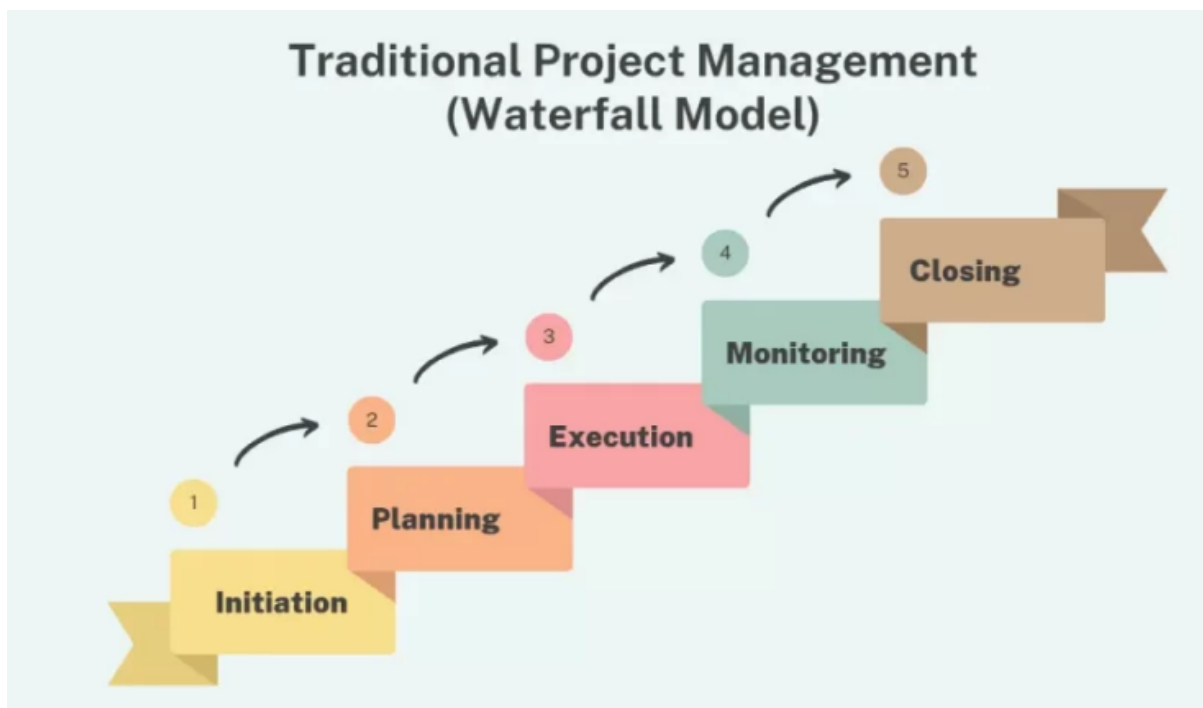 Traditional Project Management
(Waterfall Model)
5
Closing
4
Monitoring
3
Execution
2
Planning
1
Initiation